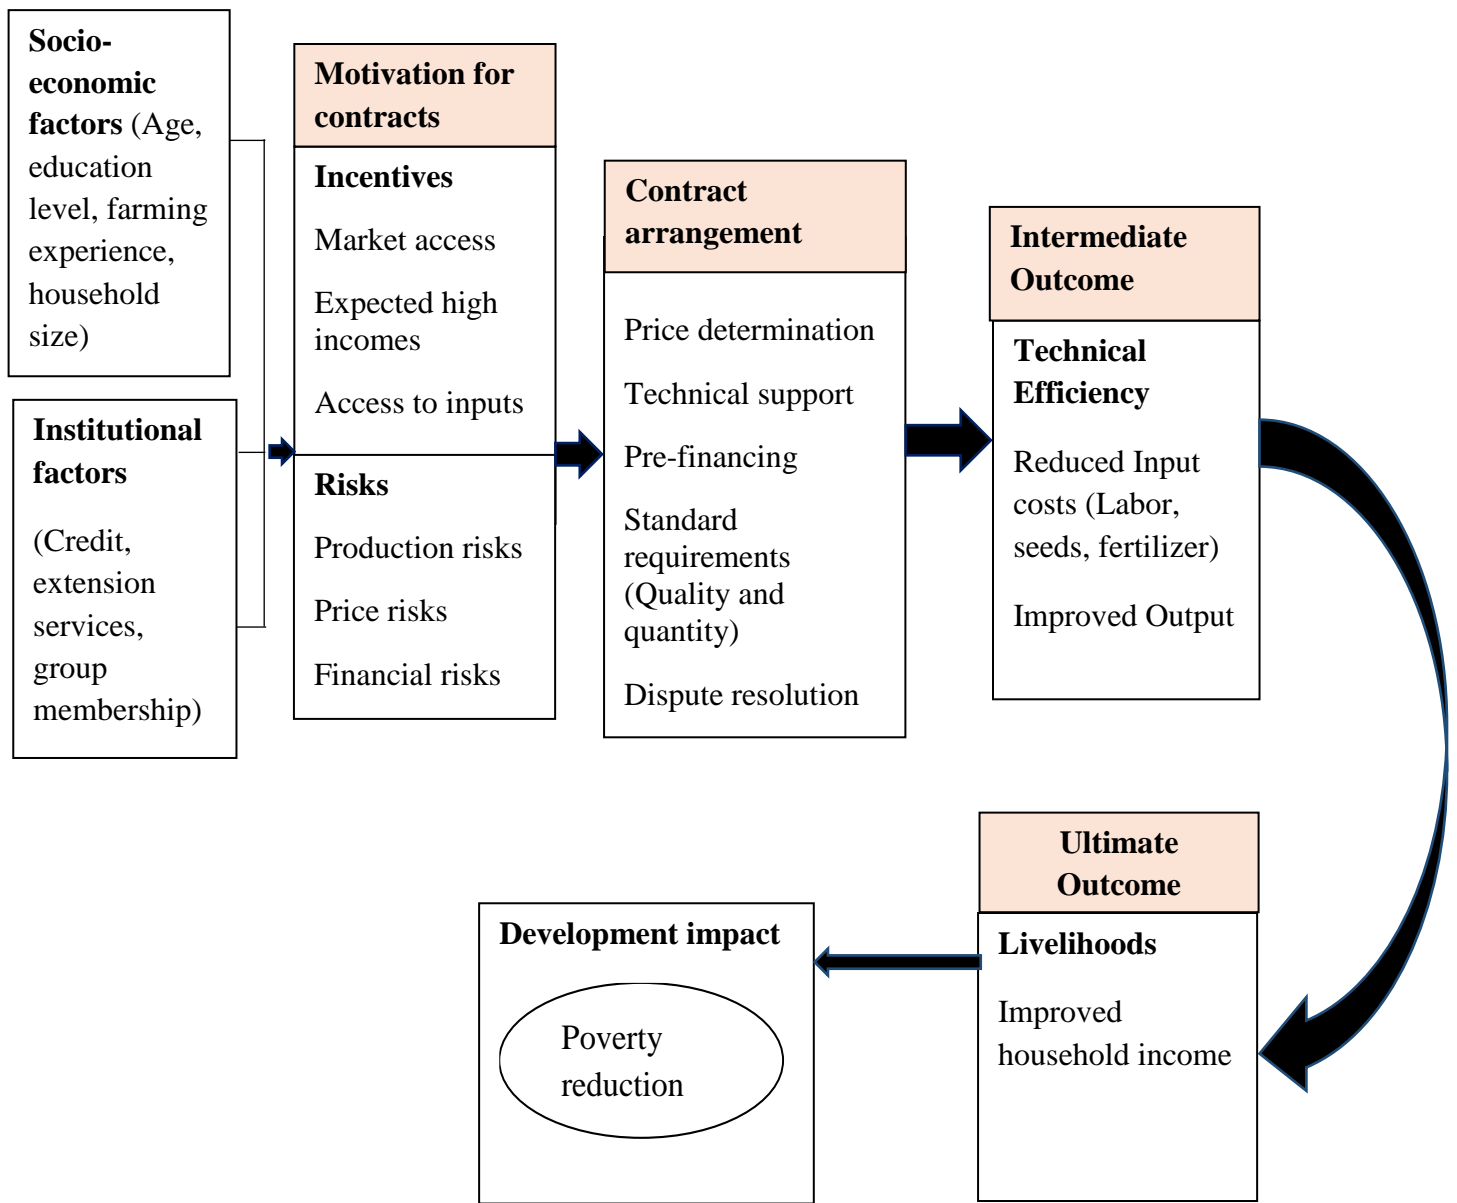 Socio-
economic
factors (Age,
education
level, farming
experience,
household
size)
Institutional
factors
(Credit,
extension
services,
group
membership)
Motivation for
contracts
Incentives
Market access
Expected high
incomes
Access to inputs
Risks
Production risks
Price risks
Financial risks
Contract
arrangement
Price determination
Technical support
Pre-financing
Standard
requirements
(Quality and
quantity)
Dispute resolution
Intermediate
Outcome
Technical
Efficiency
Reduced Input
costs (Labor,
seeds, fertilizer)
Improved Output
Ultimate
Outcome
Livelihoods
Improved
household income
Development impact
Poverty
reduction